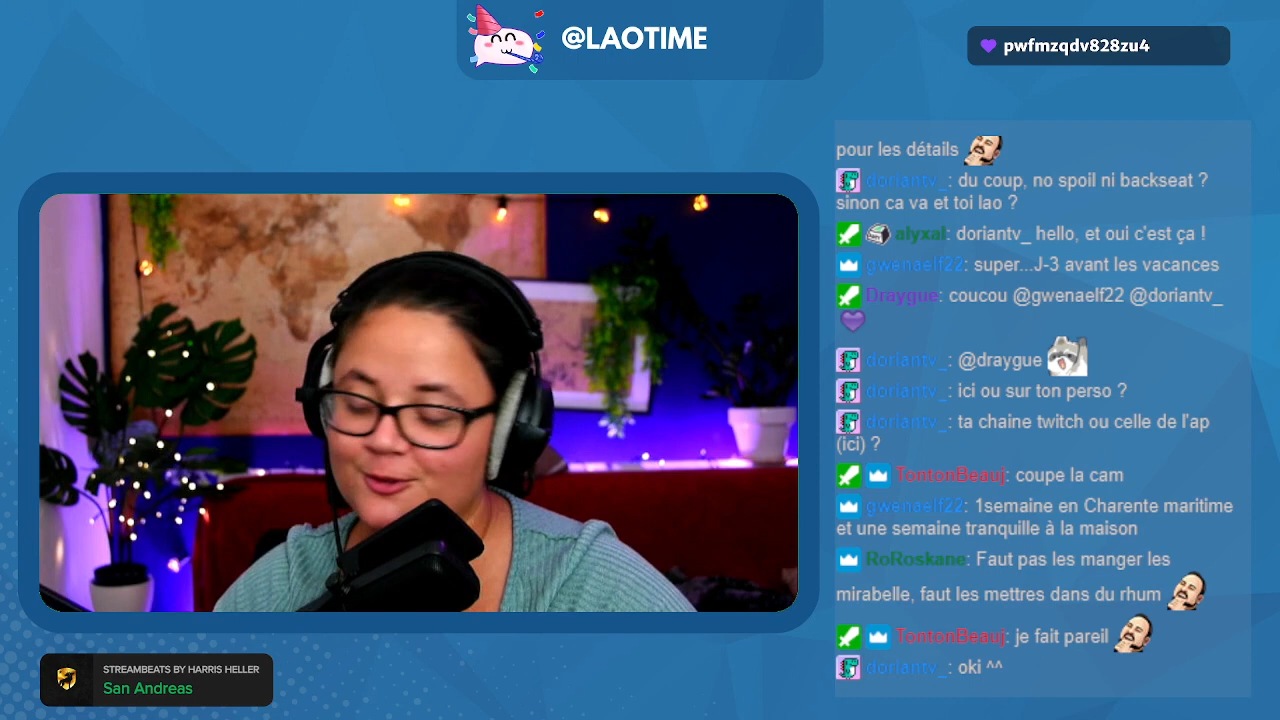 @LAOTIME
pwfmzqdv828zu4
pour les détails
doriantv_: du coup, no spoil ni backseat ?
sinon ca va et toi lao ?
alyxal: doriantv_ hello, et oui c'est ça !
gwenaelf22: super...J-3 avant les vacances
Draygue: coucou @gwenaelf22 @doriantv_
doriantv_: @draygue
doriantv_: ici ou sur ton perso ?
doriantv_: ta chaine twitch ou celle de l'ap
(ici) ?
TontonBeauj: coupe la cam
gwenaelf22: 1semaine en Charente maritime
et une semaine tranquille à la maison
RoRoskane: Faut pas les manger les
mirabelle, faut les mettres dans du rhum
TontonBeauj: je fait pareil
doriantv_: oki ^^
STREAMBEATS BY HARRIS HELLER
San Andreas